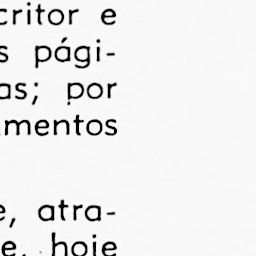 critor e
s pági-
as; por
mentos
e, atra-
e, hoje